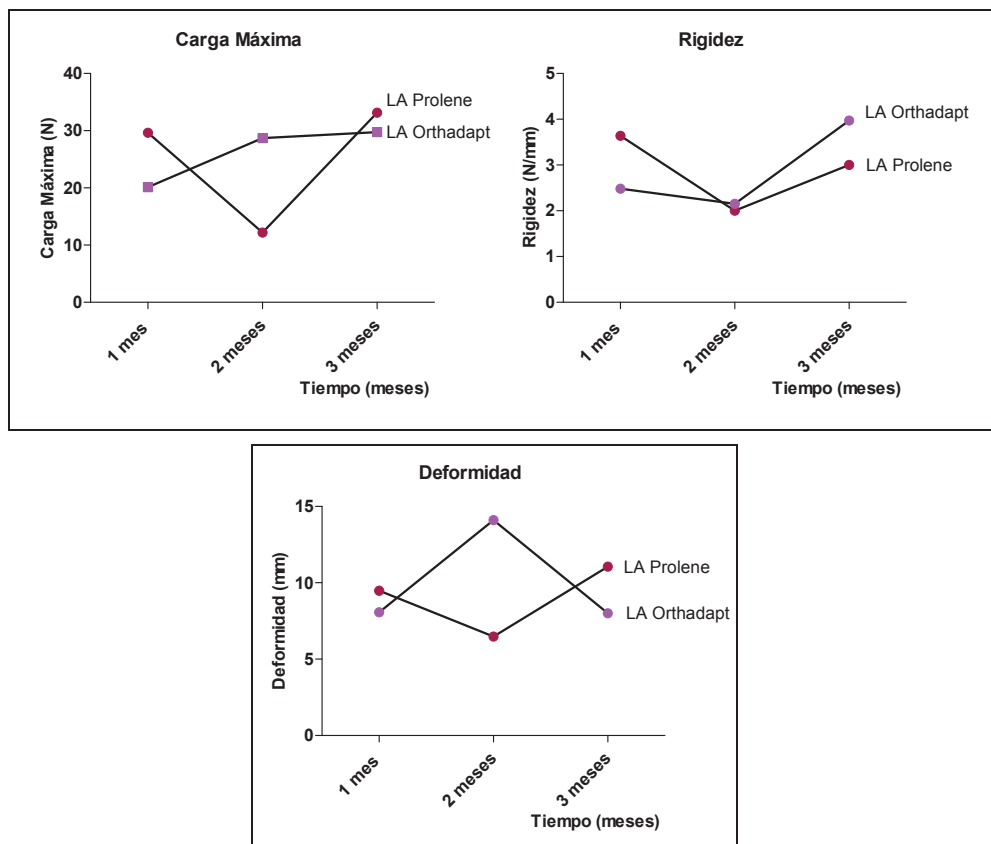 Carga Máxima
Carga Máxima (N)
40
30
20
10
0
LA Prolene
LA Orthadapt
1 mes
2 meses
3 meses
Tiempo (meses)
Rigidez
Rigidez (N/mm)
5
4
3
2
1
0
LA Orthadapt
LA Prolene
1 mes
2 meses
3 meses
Tiempo (meses)
Deformidad
Deformidad (mm)
15
10
5
0
LA Prolene
LA Orthadapt
1 mes
2 meses
3 meses
Tiempo (meses)